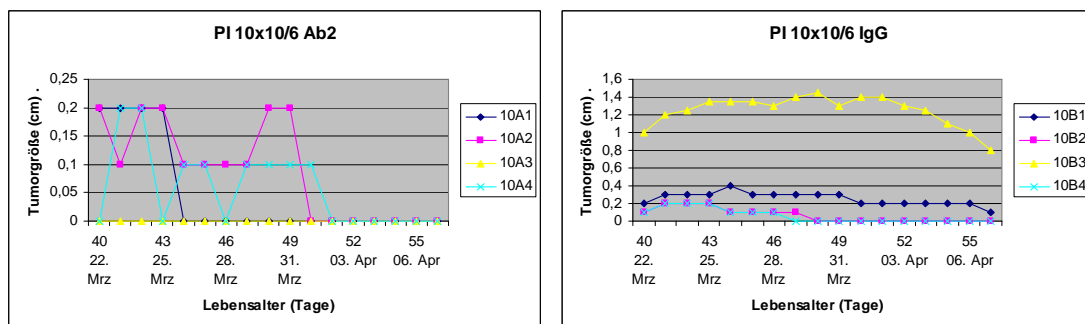 PI 10x10/6 Ab2
Tumorgröße (cm) .
0,25
0,2
0,15
0,1
0,05
0
40 43 46 49 52 55
22. 25. 28. 31. 03. Apr 06. Apr
Mrz Mrz Mrz Mrz
Lebensalter (Tage)
10A1
10A2
10A3
10A4
PI 10x10/6 IgG
Tumorgröße (cm) .
1,6
1,4
1,2
1
0,8
0,6
0,4
0,2
0
40 43 46 49 52 55
22. 25. 28. 31. 03. Apr 06. Apr
Mrz Mrz Mrz Mrz
Lebensalter (Tage)
10B1
10B2
10B3
10B4